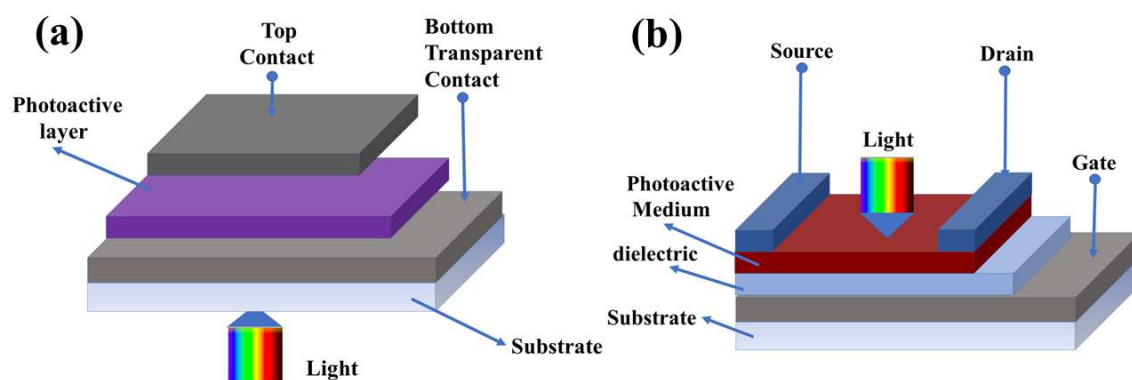 (a)
Top
Contact
Bottom
Transparent
Contact
Photoactive
layer
Substrate
Light
(b)
Source
Drain
Light
Gate
Photoactive
Medium
dielectric
Substrate